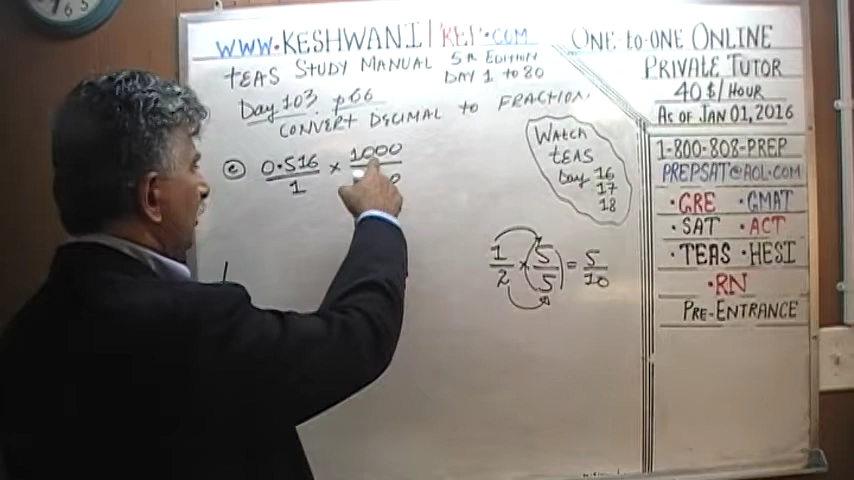 WWW.KESHWANI|"KEI".COM
TEAS STUDY MANUAL 5TH EDITION
DAY 1 TO 80
Day 103, p66
CONVERT DECIMAL to FRACTION.
e 0.516 × 1000
1
WATCH
tEAS
Day 16
17
18
1 × 5 = 5
2 5 10
ONE-to-ONE ONLINE
PRIVATE TUTOR
40$/HOUR
AS OF JAN 01, 2016
1-800-808-PREP
PREPSAT@AOL.COM
•GRE •GMAT
•SAT •ACT
•TEAS •HESI
•RN
PRE-ENTRANCE